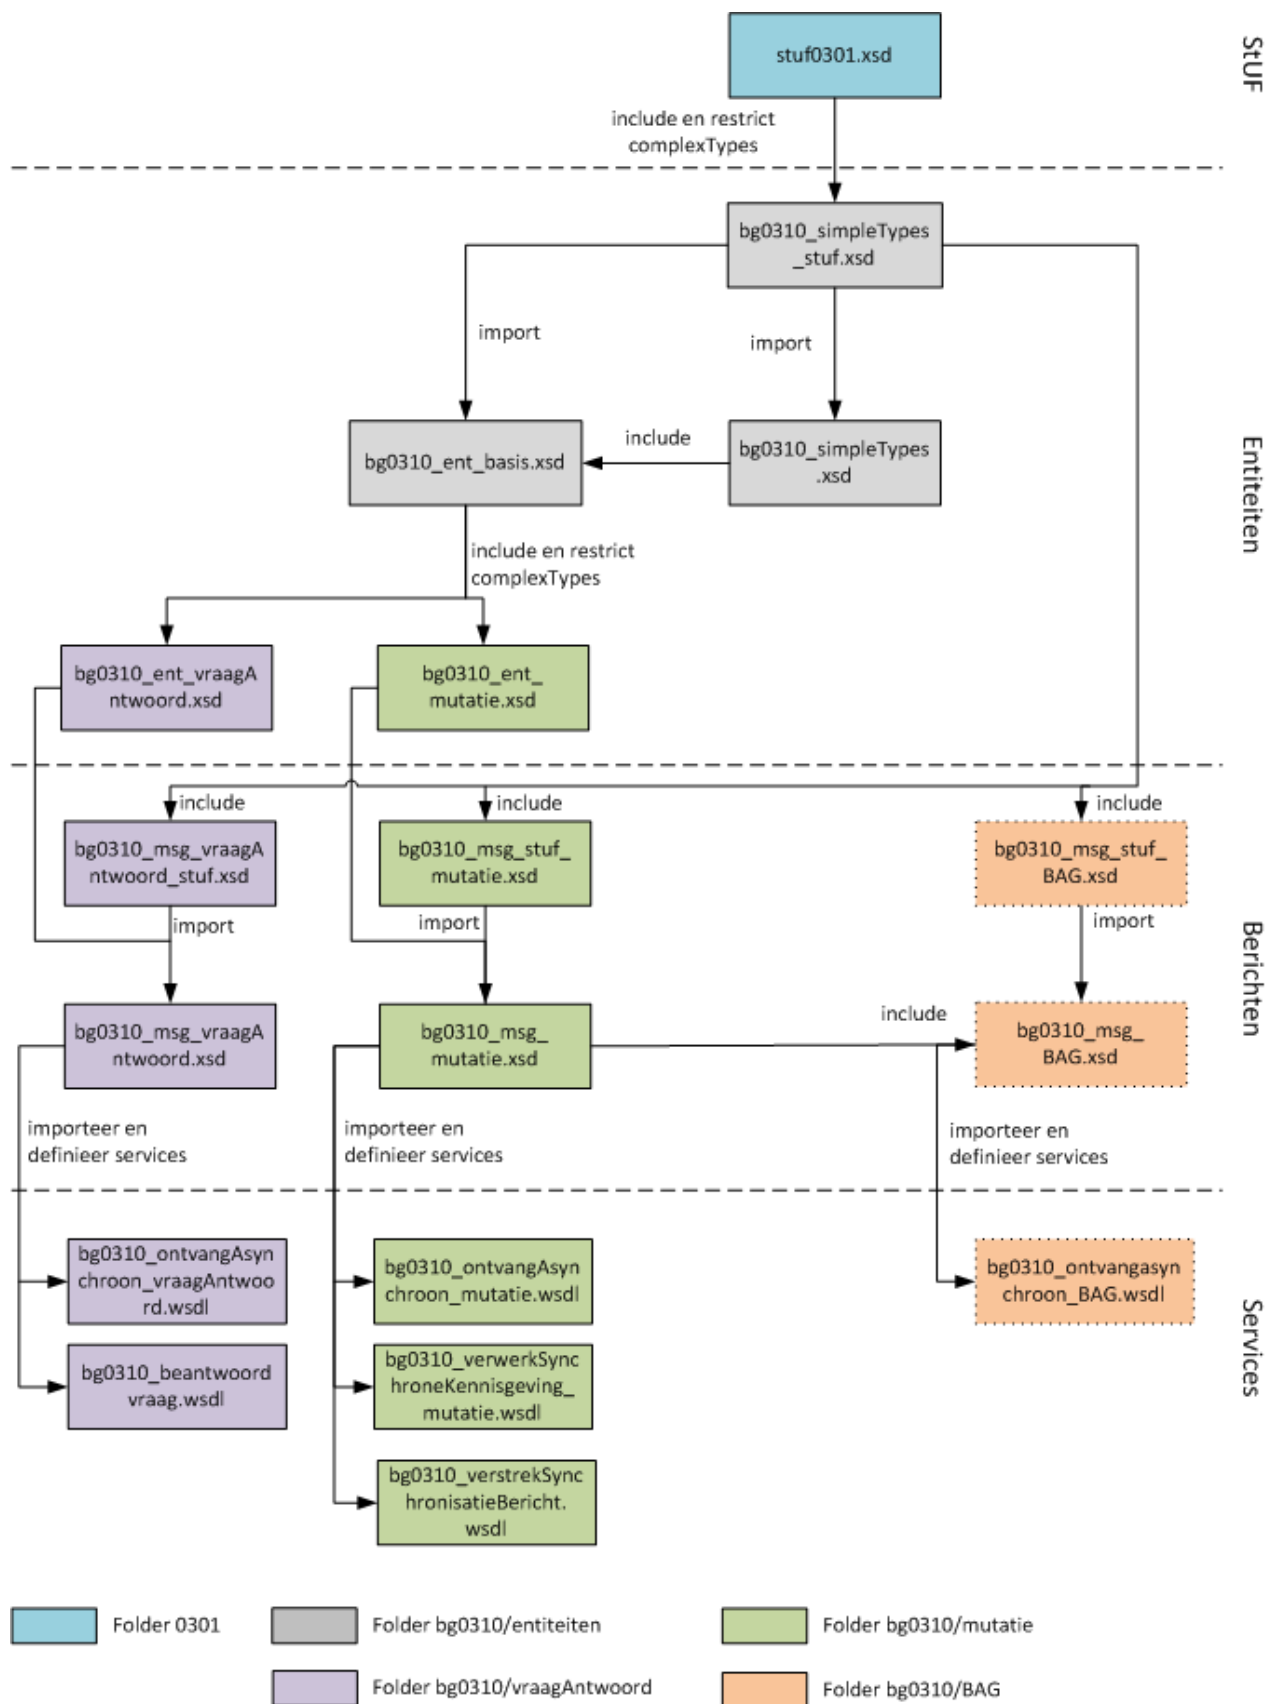 StUF
stuf0301.xsd
include en restrict
complexTypes
Entiteiten
bg0310_simpleTypes
_stuf.xsd
import
import
bg0310_ent_basis.xsd
include
bg0310_simpleTypes
.xsd
include en restrict
complexTypes
bg0310_ent_vraagA
ntwoord.xsd
bg0310_ent_
mutatie.xsd
Berichten
include
include
include
bg0310_msg_vraagA
ntwoord_stuf.xsd
bg0310_msg_stuf_
mutatie.xsd
bg0310_msg_stuf_
BAG.xsd
import
import
import
bg0310_msg_vraagA
ntwoord.xsd
bg0310_msg_
mutatie.xsd
include
bg0310_msg_
BAG.xsd
importeer en
definieer services
importeer en
definieer services
importeer en
definieer services
Services
bg0310_ontvangAsyn
chroon_vraagAntwoo
rd.wsdl
bg0310_ontvangAsyn
chroon_mutatie.wsdl
bg0310_ontvangasyn
chroon_BAG.wsdl
bg0310_beantwoord
vraag.wsdl
bg0310_verwerkSync
hroneKennisgeving_
mutatie.wsdl
bg0310_verstrekSync
hronisatieBericht.
wsdl
Folder 0301
Folder bg0310/entiteiten
Folder bg0310/mutatie
Folder bg0310/vraagAntwoord
Folder bg0310/BAG